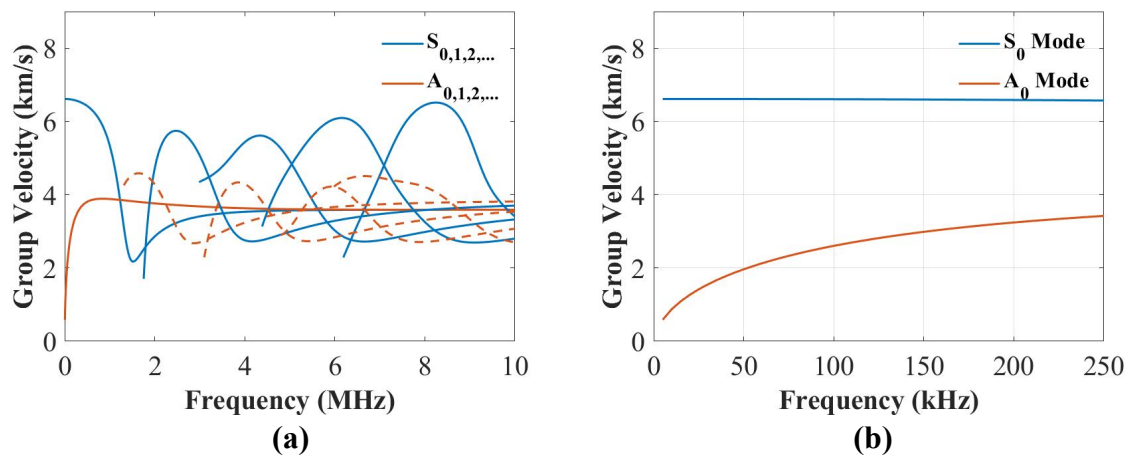 8
6
4
2
0
Group Velocity (km/s)
S0,1,2,...
A0,1,2,...
0 2 4 6 8 10
Frequency (MHz)
(a)
8
6
4
2
0
Group Velocity (km/s)
S0 Mode
A0 Mode
0 50 100 150 200 250
Frequency (kHz)
(b)